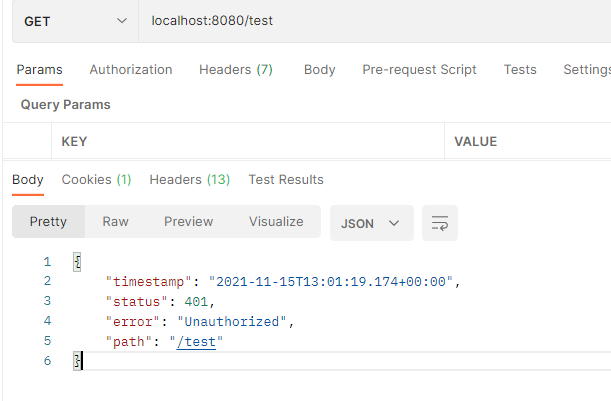 GET localhost:8080/test
Params Authorization Headers (7) Body Pre-request Script Tests Settings
Query Params
KEY VALUE
Body Cookies (1) Headers (13) Test Results
Pretty Raw Preview Visualize JSON
1 {
2 "timestamp": "2021-11-15T13:01:19.174+00:00",
3 "status": 401,
4 "error": "Unauthorized",
5 "path": "/test"
6 }